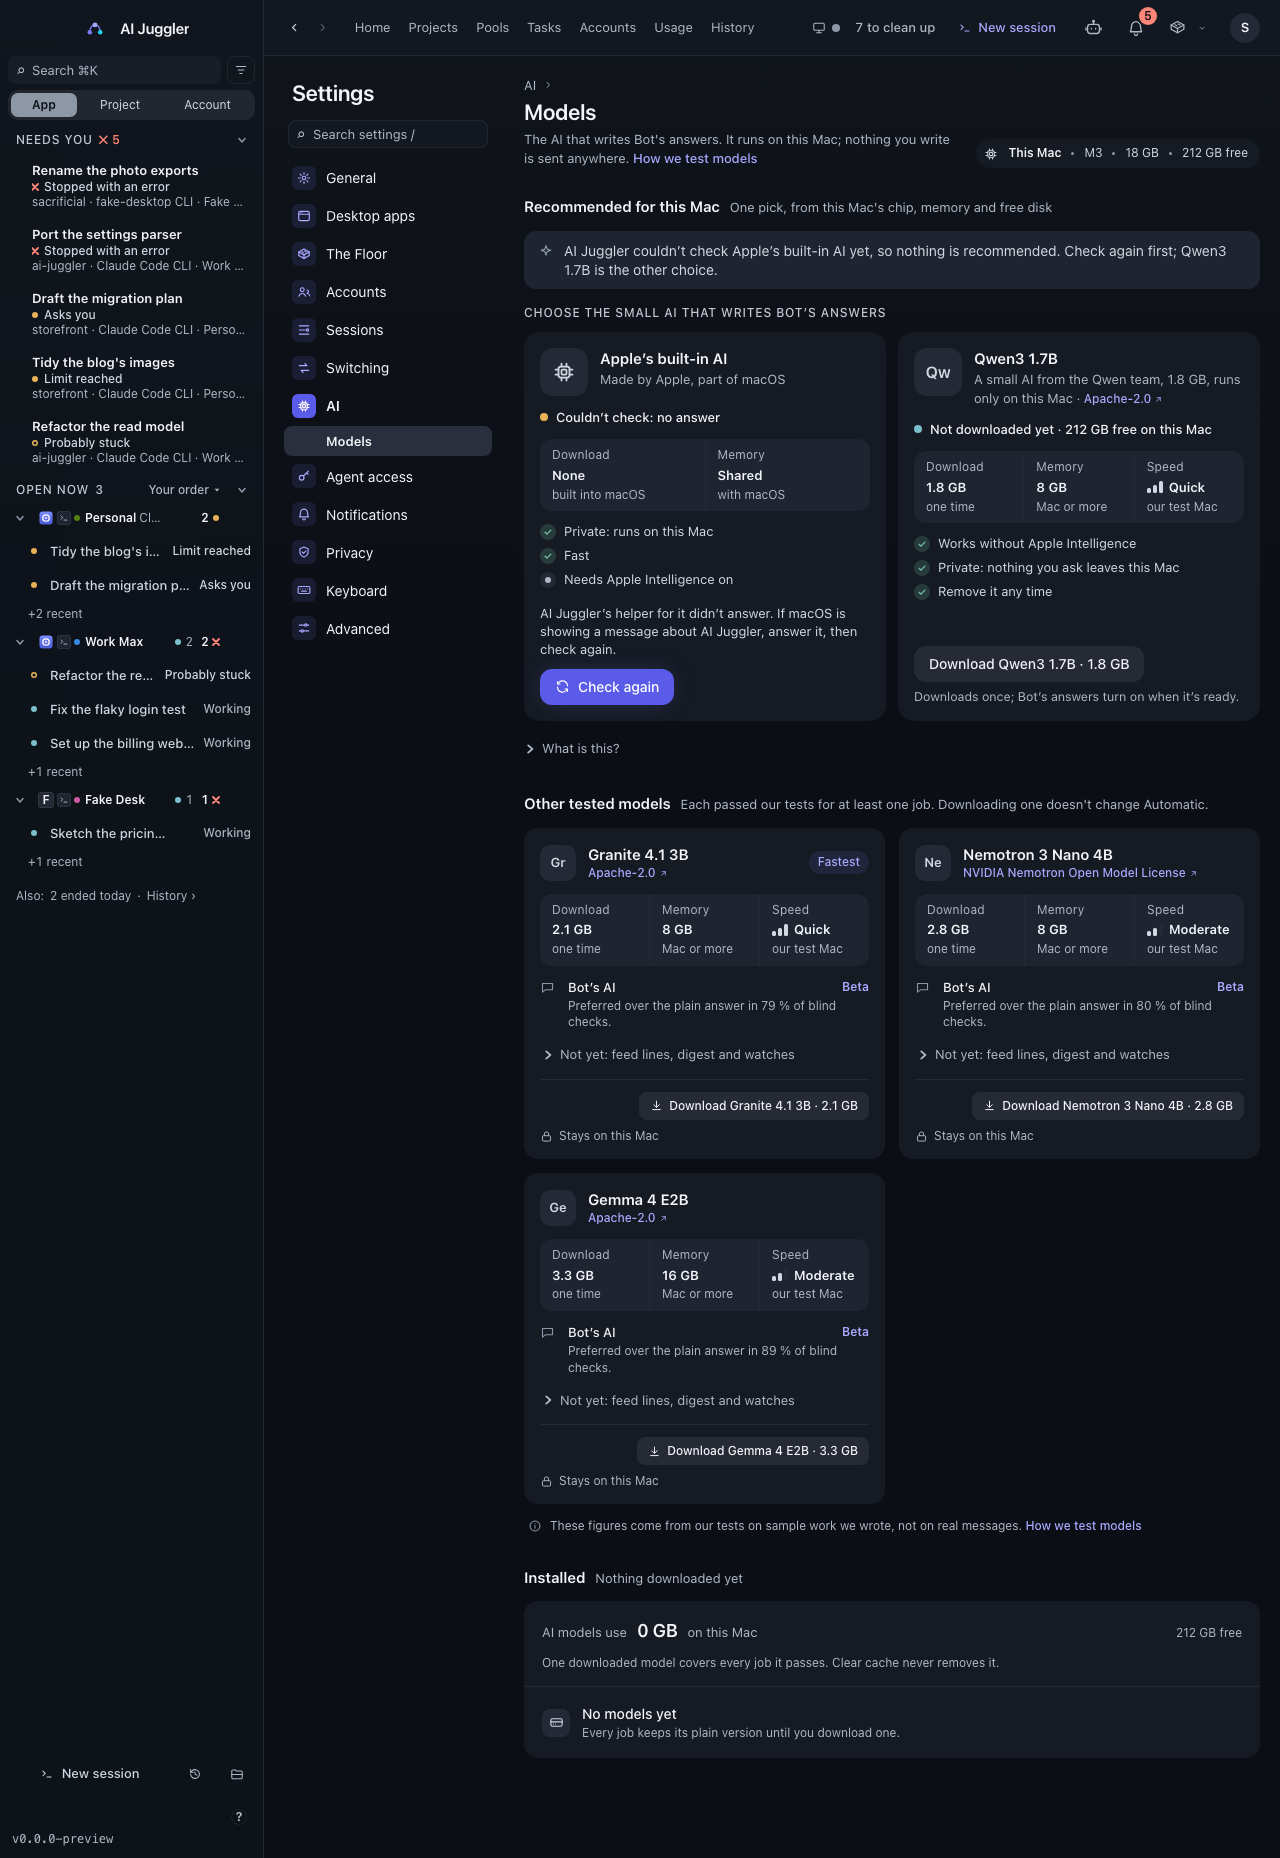 AI Juggler
Search ⌘K
App
Project
Account
NEEDS YOU 5
Rename the photo exports
Stopped with an error
sacrificial · fake-desktop CLI · Fake ...
Port the settings parser
Stopped with an error
ai-juggler · Claude Code CLI · Work ...
Draft the migration plan
Asks you
storefront · Claude Code CLI · Perso...
Tidy the blog's images
Limit reached
storefront · Claude Code CLI · Perso...
Refactor the read model
Probably stuck
ai-juggler · Claude Code CLI · Work ...
OPEN NOW 3
Your order
Personal Cl... 2
Tidy the blog's i... Limit reached
Draft the migration p... Asks you
+2 recent
Work Max 2 2
Refactor the re... Probably stuck
Fix the flaky login test Working
Set up the billing web... Working
+1 recent
F Fake Desk 1 1
Sketch the pricin... Working
+1 recent
Also: 2 ended today · History ›
New session
?
v0.0.0-preview
Home
Projects
Pools
Tasks
Accounts
Usage
History
7 to clean up
New session
5
S
Settings
Search settings /
General
Desktop apps
The Floor
Accounts
Sessions
Switching
AI
Models
Agent access
Notifications
Privacy
Keyboard
Advanced
AI ›
Models
The AI that writes Bot's answers. It runs on this Mac; nothing you write
is sent anywhere. How we test models
This Mac • M3 • 18 GB • 212 GB free
Recommended for this Mac One pick, from this Mac's chip, memory and free disk
AI Juggler couldn’t check Apple’s built-in AI yet, so nothing is recommended. Check again first; Qwen3
1.7B is the other choice.
CHOOSE THE SMALL AI THAT WRITES BOT’S ANSWERS
Apple’s built-in AI
Made by Apple, part of macOS
Couldn’t check: no answer
Download
None
built into macOS
Memory
Shared
with macOS
Private: runs on this Mac
Fast
Needs Apple Intelligence on
AI Juggler’s helper for it didn’t answer. If macOS is
showing a message about AI Juggler, answer it, then
check again.
Check again
Qw
Qwen3 1.7B
A small AI from the Qwen team, 1.8 GB, runs
only on this Mac · Apache-2.0 ↗
Not downloaded yet · 212 GB free on this Mac
Download
1.8 GB
one time
Memory
8 GB
Mac or more
Speed
Quick
our test Mac
Works without Apple Intelligence
Private: nothing you ask leaves this Mac
Remove it any time
Download Qwen3 1.7B · 1.8 GB
Downloads once; Bot’s answers turn on when it’s ready.
What is this?
Other tested models Each passed our tests for at least one job. Downloading one doesn't change Automatic.
Gr
Granite 4.1 3B
Apache-2.0 ↗
Fastest
Download
2.1 GB
one time
Memory
8 GB
Mac or more
Speed
Quick
our test Mac
Bot’s AI
Beta
Preferred over the plain answer in 79 % of blind
checks.
Not yet: feed lines, digest and watches
Download Granite 4.1 3B · 2.1 GB
Stays on this Mac
Ne
Nemotron 3 Nano 4B
NVIDIA Nemotron Open Model License ↗
Download
2.8 GB
one time
Memory
8 GB
Mac or more
Speed
Moderate
our test Mac
Bot’s AI
Beta
Preferred over the plain answer in 80 % of blind
checks.
Not yet: feed lines, digest and watches
Download Nemotron 3 Nano 4B · 2.8 GB
Stays on this Mac
Ge
Gemma 4 E2B
Apache-2.0 ↗
Download
3.3 GB
one time
Memory
16 GB
Mac or more
Speed
Moderate
our test Mac
Bot’s AI
Beta
Preferred over the plain answer in 89 % of blind
checks.
Not yet: feed lines, digest and watches
Download Gemma 4 E2B · 3.3 GB
Stays on this Mac
These figures come from our tests on sample work we wrote, not on real messages. How we test models
Installed Nothing downloaded yet
AI models use 0 GB on this Mac
212 GB free
One downloaded model covers every job it passes. Clear cache never removes it.
No models yet
Every job keeps its plain version until you download one.